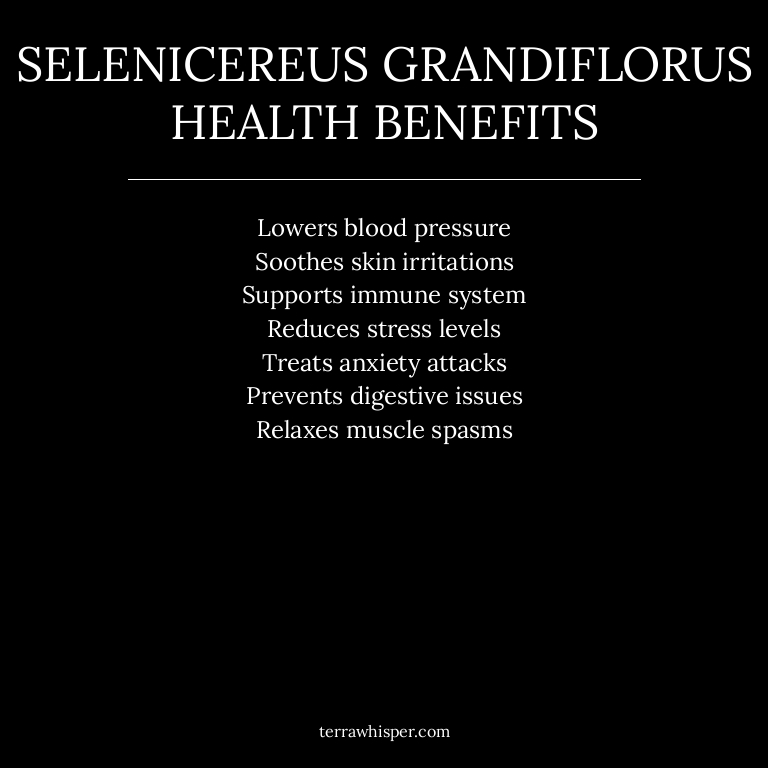 SELENICEREUS GRANDIFLORUS
HEALTH BENEFITS
Lowers blood pressure
Soothes skin irritations
Supports immune system
Reduces stress levels
Treats anxiety attacks
Prevents digestive issues
Relaxes muscle spasms
terrawhisper.com